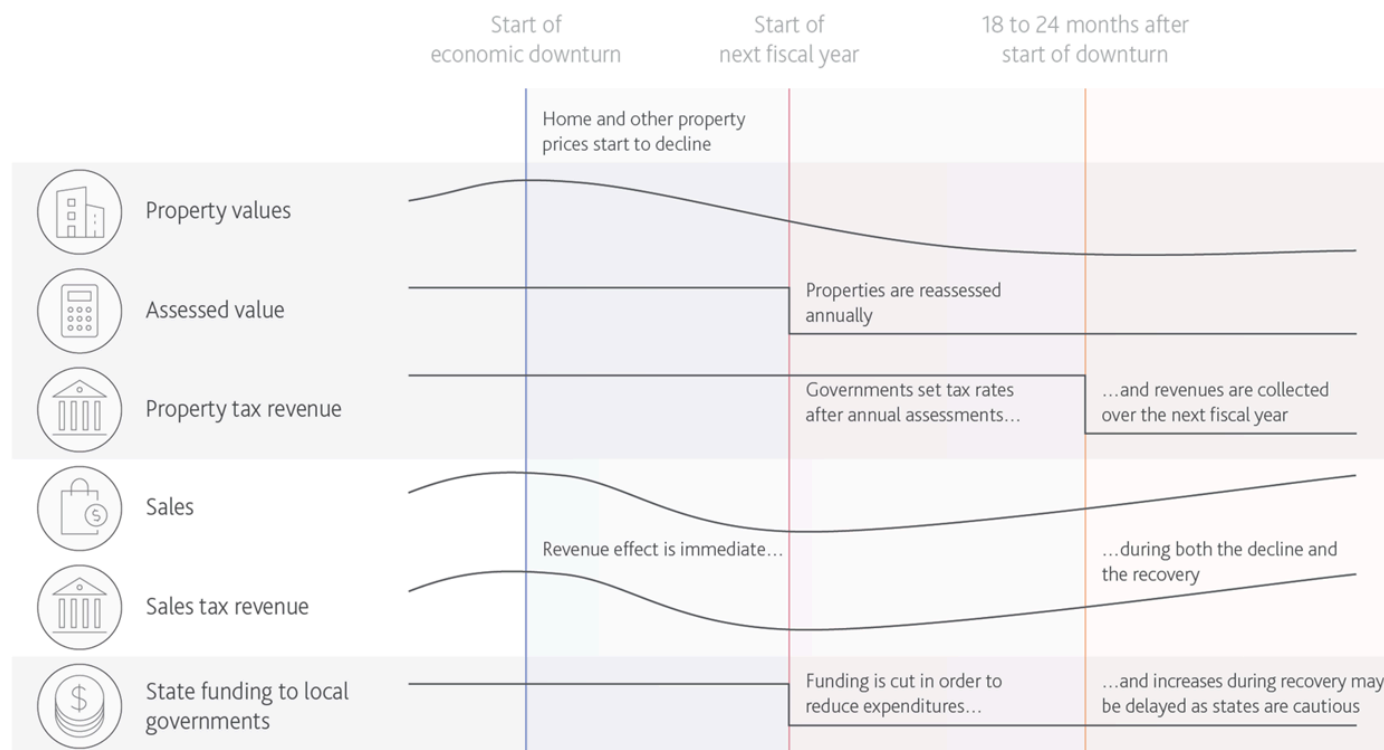 Start of
economic downturn
Start of
next fiscal year
18 to 24 months after
start of downturn
Home and other property
prices start to decline
Property values
Assessed value
Properties are reassessed
annually
Property tax revenue
Governments set tax rates
after annual assessments…
…and revenues are collected
over the next fiscal year
Sales
Revenue effect is immediate…
…during both the decline and
the recovery
Sales tax revenue
State funding to local
governments
Funding is cut in order to
reduce expenditures…
…and increases during recovery may
be delayed as states are cautious
$
$